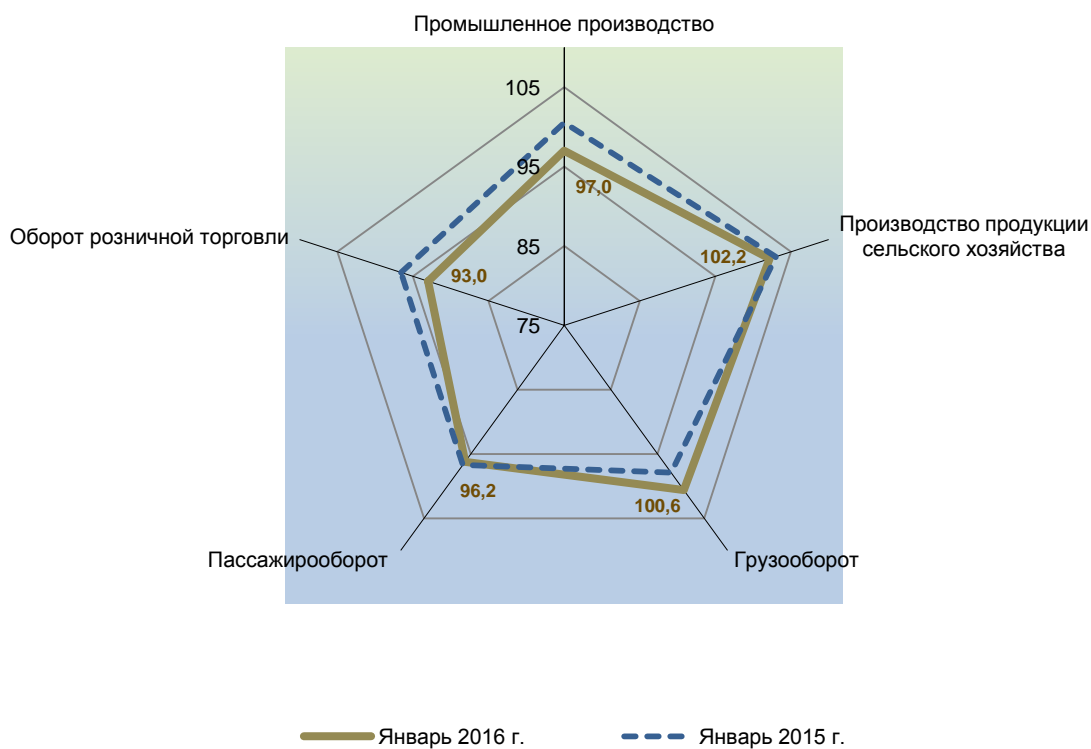 Промышленное производство
105
95
97,0
Производство продукции
сельского хозяйства
Оборот розничной торговли
102,2
85
93,0
75
96,2
100,6
Пассажирооборот
Грузооборот
Январь 2016 г.
Январь 2015 г.